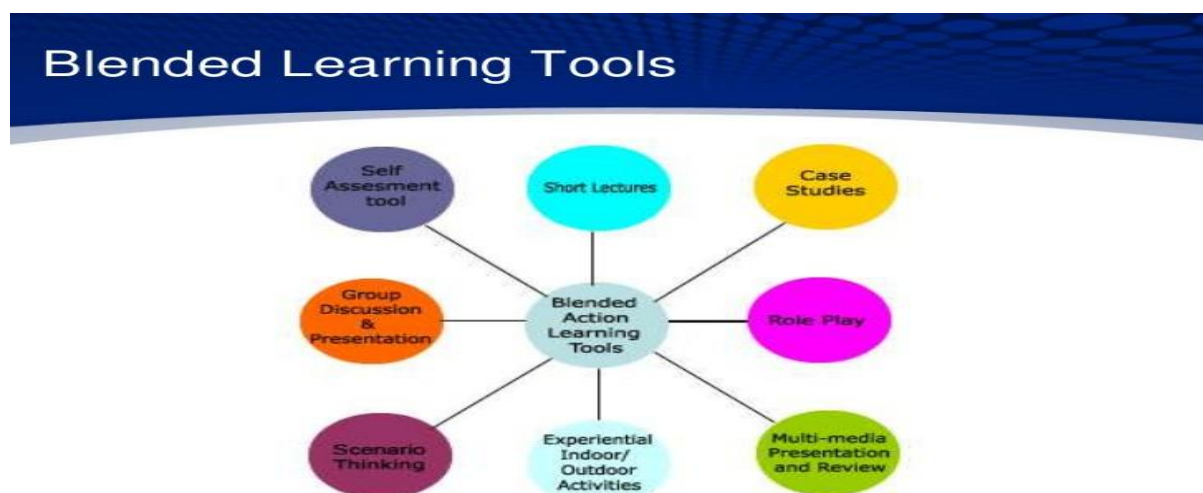 Blended Learning Tools
Self
Assesment
tool
Short Lectures
Case
Studies
Group
Discussion
&
Presentation
Blended
Action
Learning
Tools
Role Play
Scenario
Thinking
Experiential
Indoor/
Outdoor
Activities
Multi-media
Presentation
and Review